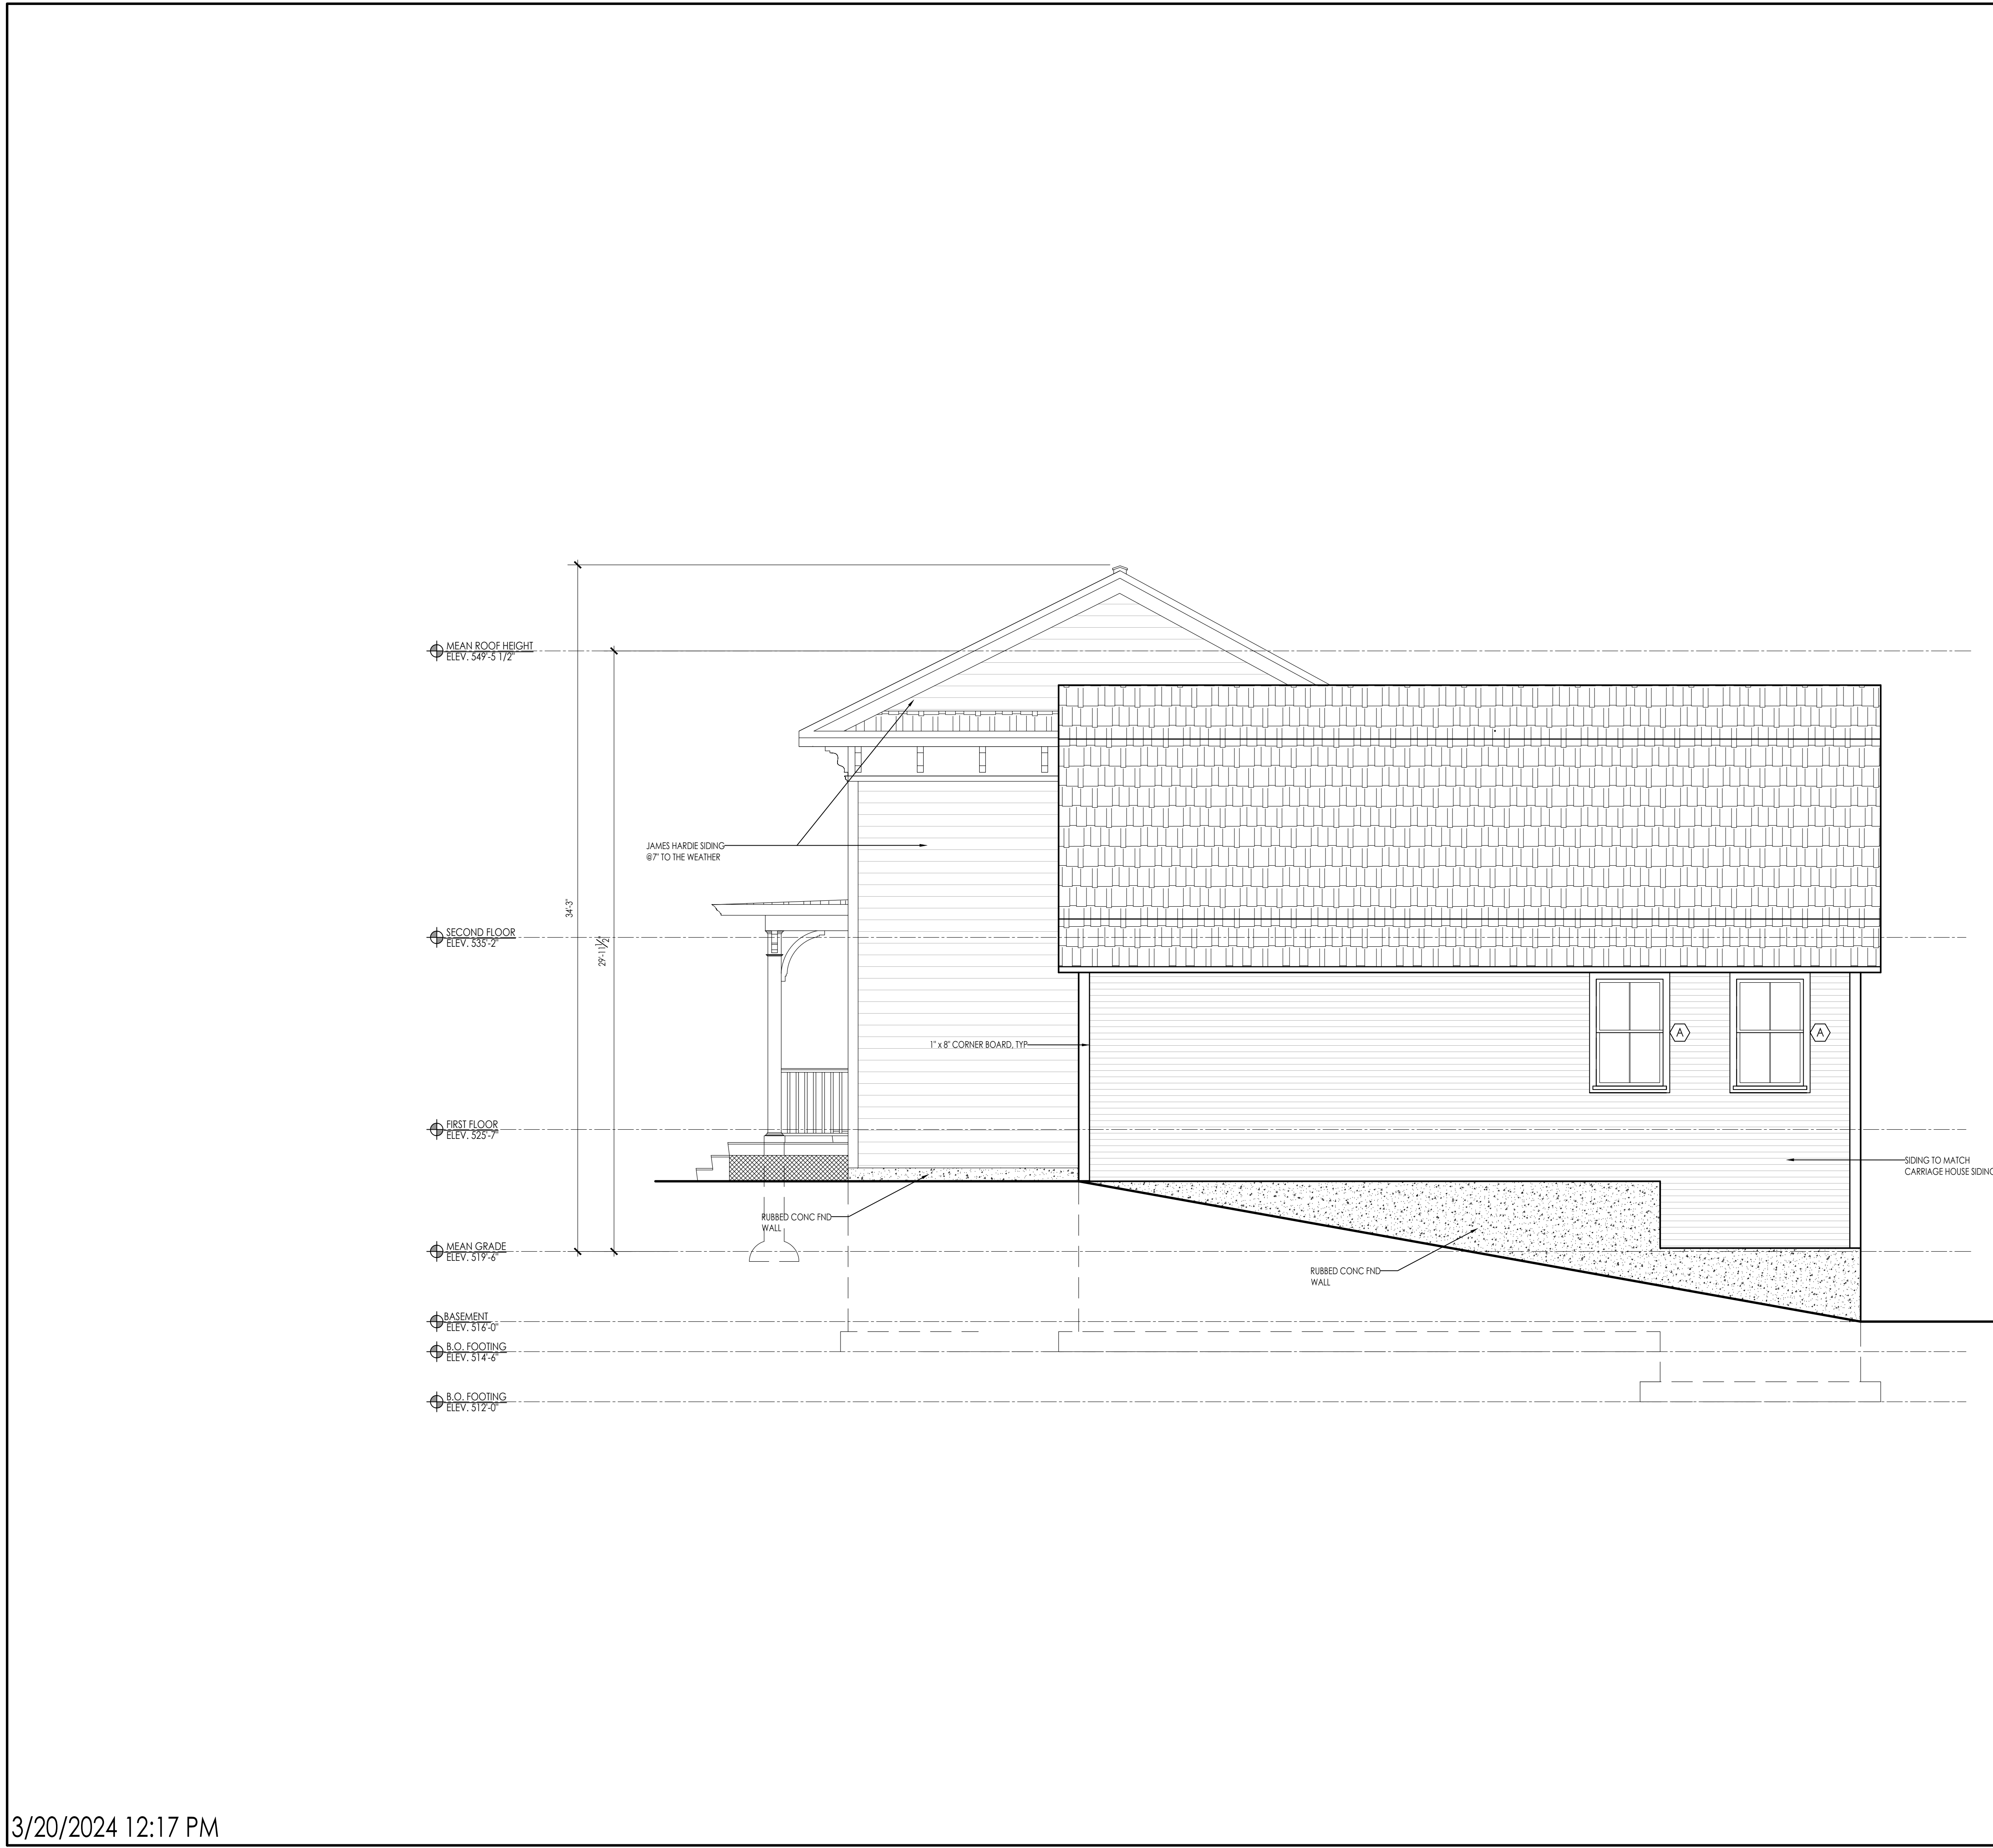 MEAN ROOF HEIGHT
ELEV. 549'-5 1/2"
JAMES HARDIE SIDING
@7" TO THE WEATHER
34'-3"
29'-11½"
SECOND FLOOR
ELEV. 535'-2"
A
A
1" x 8" CORNER BOARD, TYP
FIRST FLOOR
ELEV. 525'-7"
SIDING TO MATCH
CARRIAGE HOUSE SIDING
RUBBED CONC FND
WALL
MEAN GRADE
ELEV. 519'-6"
RUBBED CONC FND
WALL
BASEMENT
ELEV. 516'-0"
B.O. FOOTING
ELEV. 514'-6"
B.O. FOOTING
ELEV. 512'-0"
3/20/2024 12:17 PM